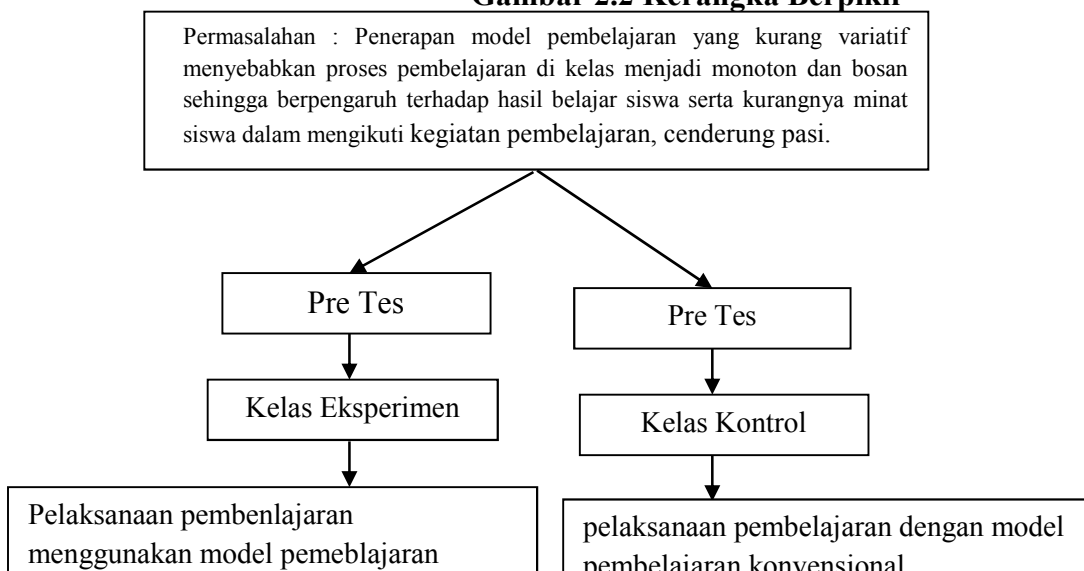 Gambar 2.2 Kerangka Berpikir
Permasalahan : Penerapan model pembelajaran yang kurang variatif
menyebabkan proses pembelajaran di kelas menjadi monoton dan bosan
sehingga berpengaruh terhadap hasil belajar siswa serta kurangnya minat
siswa dalam mengikuti kegiatan pembelajaran, cenderung pasi.
Pre Tes
Pre Tes
Kelas Eksperimen
Kelas Kontrol
Pelaksanaan pembenlajaran
menggunakan model pemeblajaran
pelaksanaan pembelajaran dengan model
pembelajaran konvensional